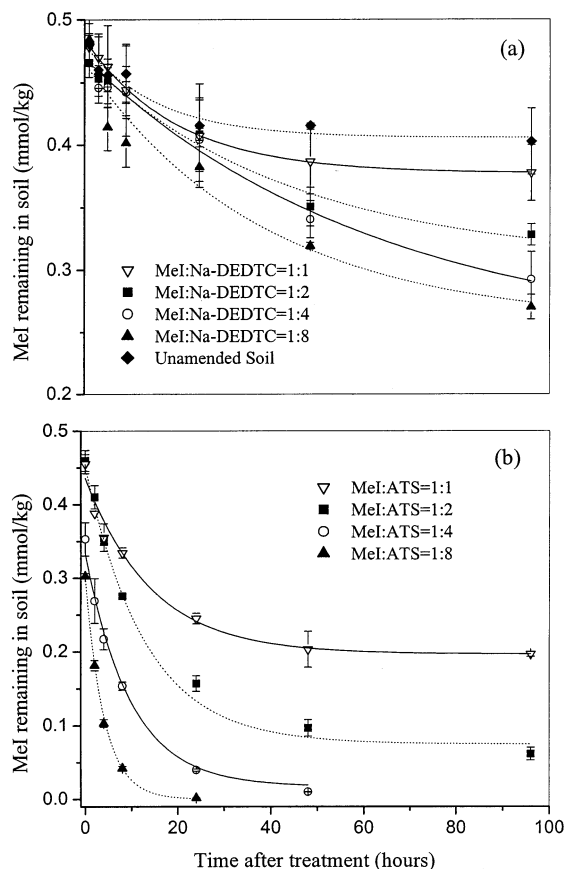 0.5
(a)
0.4
0.3
0.2
MeI remaining in soil (mmol/kg)
MeI:Na-DEDTC=1:1
MeI:Na-DEDTC=1:2
MeI:Na-DEDTC=1:4
MeI:Na-DEDTC=1:8
Unamended Soil
0.5
(b)
0.4
0.3
0.2
0.1
0.0
MeI remaining in soil (mmol/kg)
MeI:ATS=1:1
MeI:ATS=1:2
MeI:ATS=1:4
MeI:ATS=1:8
0 20 40 60 80 100
Time after treatment (hours)